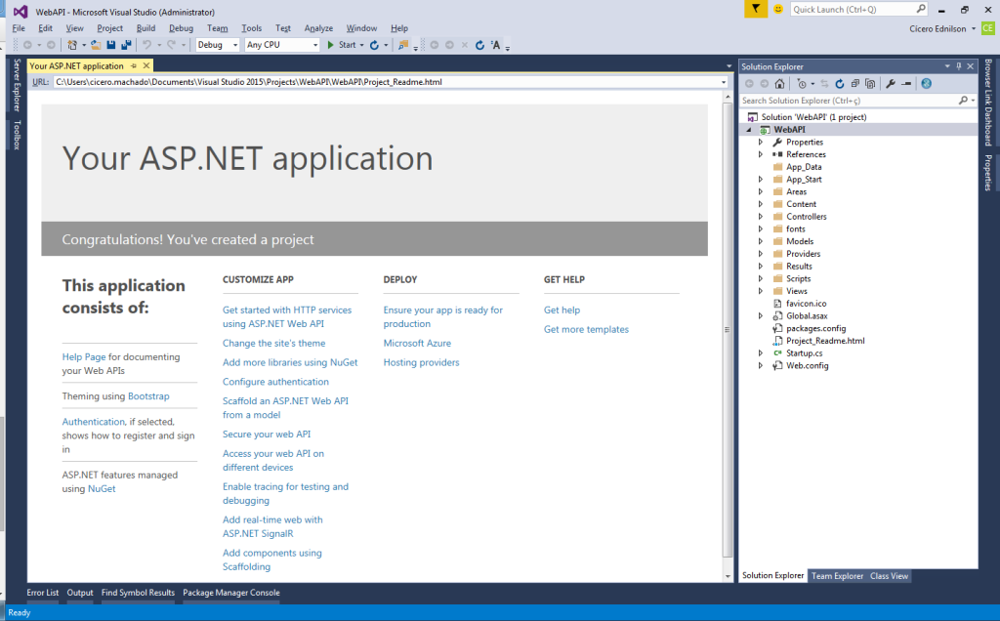 WebAPI - Microsoft Visual Studio (Administrator)
Quick Launch (Ctrl+Q)
File Edit View Project Build Debug Team Tools Test Analyze Window Help
Cicero Ednilson CE
Debug Any CPU Start
Server Explorer
Toolbox
Your ASP.NET application
URL: C:\Users\cicero.machado\Documents\Visual Studio 2015\Projects\WebAPI\WebAPI\Project_Readme.html
Your ASP.NET application
Congratulations! You've created a project
This application
consists of:
Help Page for documenting
your Web APIs
Theming using Bootstrap
Authentication, if selected,
shows how to register and sign
in
ASP.NET features managed
using NuGet
CUSTOMIZE APP
Get started with HTTP services
using ASP.NET Web API
Change the site's theme
Add more libraries using NuGet
Configure authentication
Scaffold an ASP.NET Web API
from a model
Secure your web API
Access your web API on
different devices
Enable tracing for testing and
debugging
Add real-time web with
ASP.NET SignalR
Add components using
Scaffolding
DEPLOY
Ensure your app is ready for
production
Microsoft Azure
Hosting providers
GET HELP
Get help
Get more templates
Solution Explorer
Search Solution Explorer (Ctrl+ç)
Solution 'WebAPI' (1 project)
WebAPI
Properties
References
App_Data
App_Start
Areas
Content
Controllers
fonts
Models
Providers
Results
Scripts
Views
favicon.ico
Global.asax
packages.config
Project_Readme.html
C# Startup.cs
Web.config
Solution Explorer Team Explorer Class View
Browser Link Dashboard
Properties
Error List Output Find Symbol Results Package Manager Console
Ready